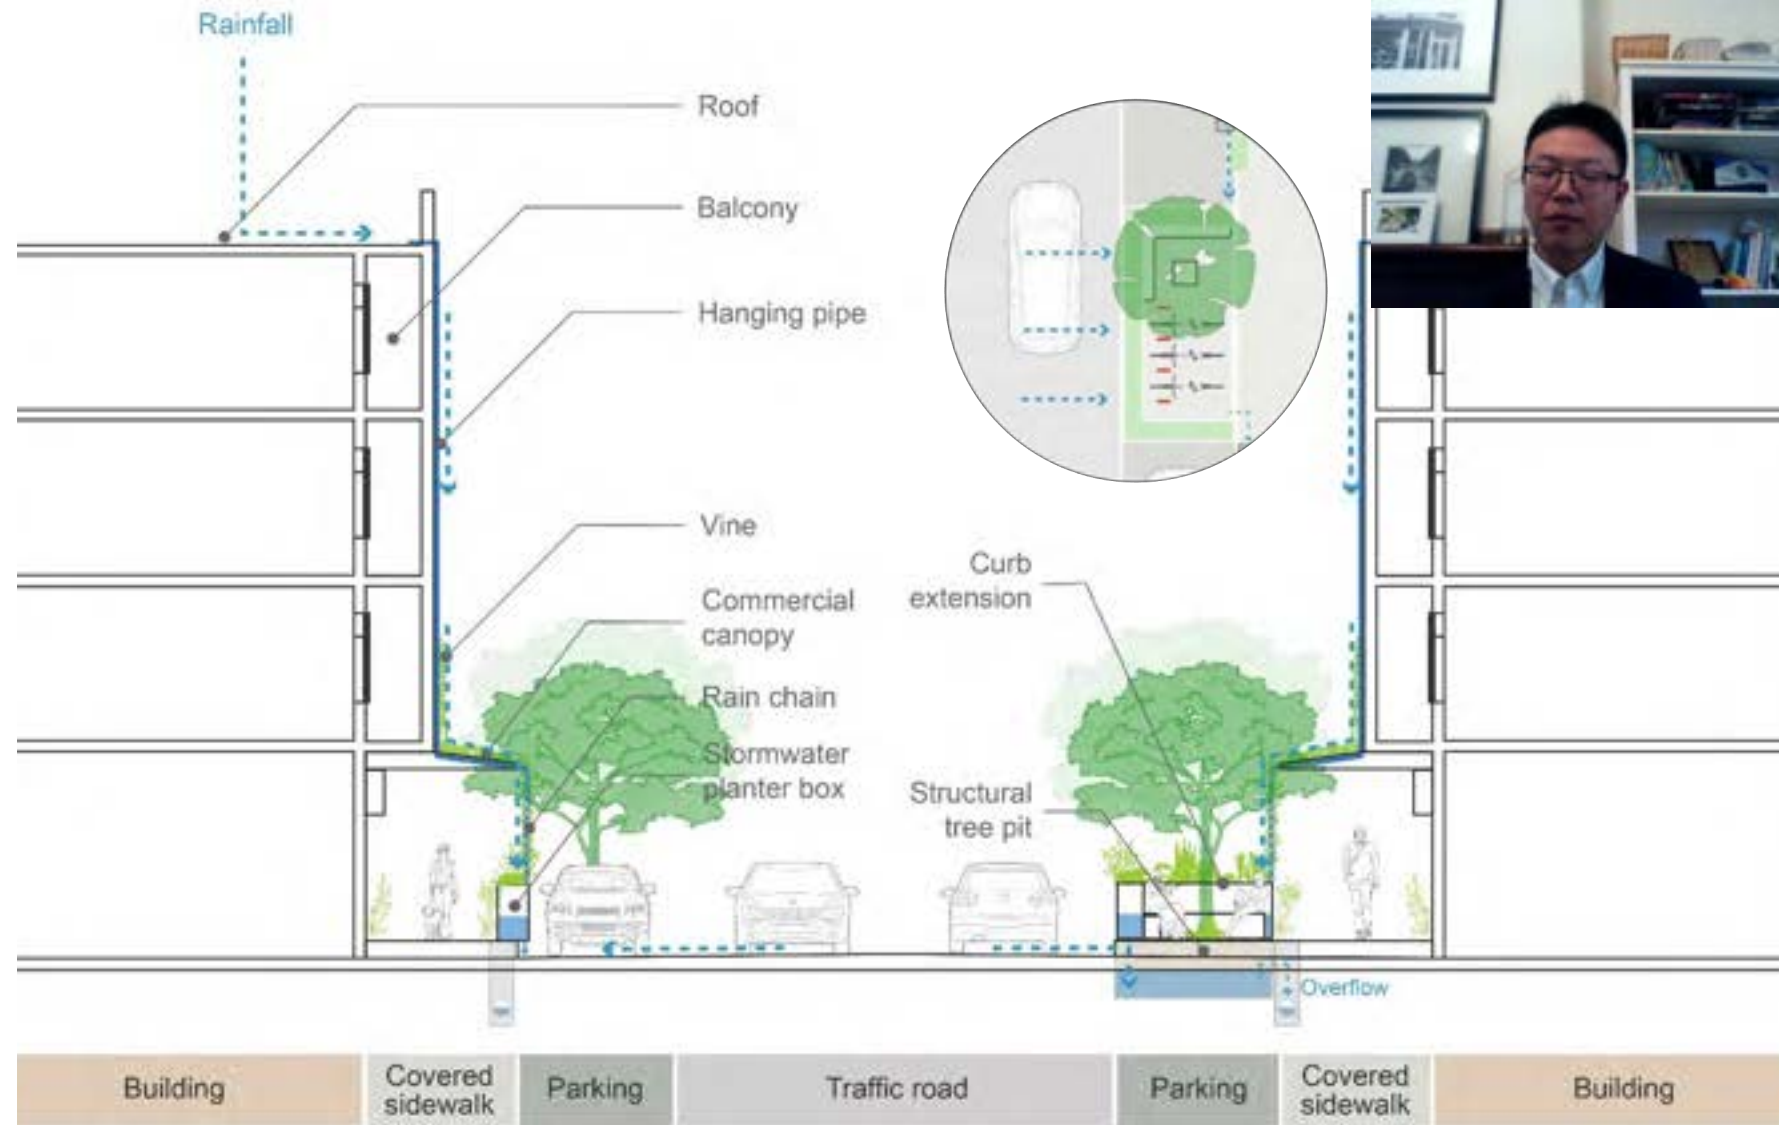 Rainfall
Roof
Balcony
Hanging pipe
Vine
Commercial
canopy
Rain chain
Stormwater
planter box
Curb
extension
Structural
tree pit
Overflow
Building
Covered
sidewalk
Parking
Traffic road
Parking
Covered
sidewalk
Building